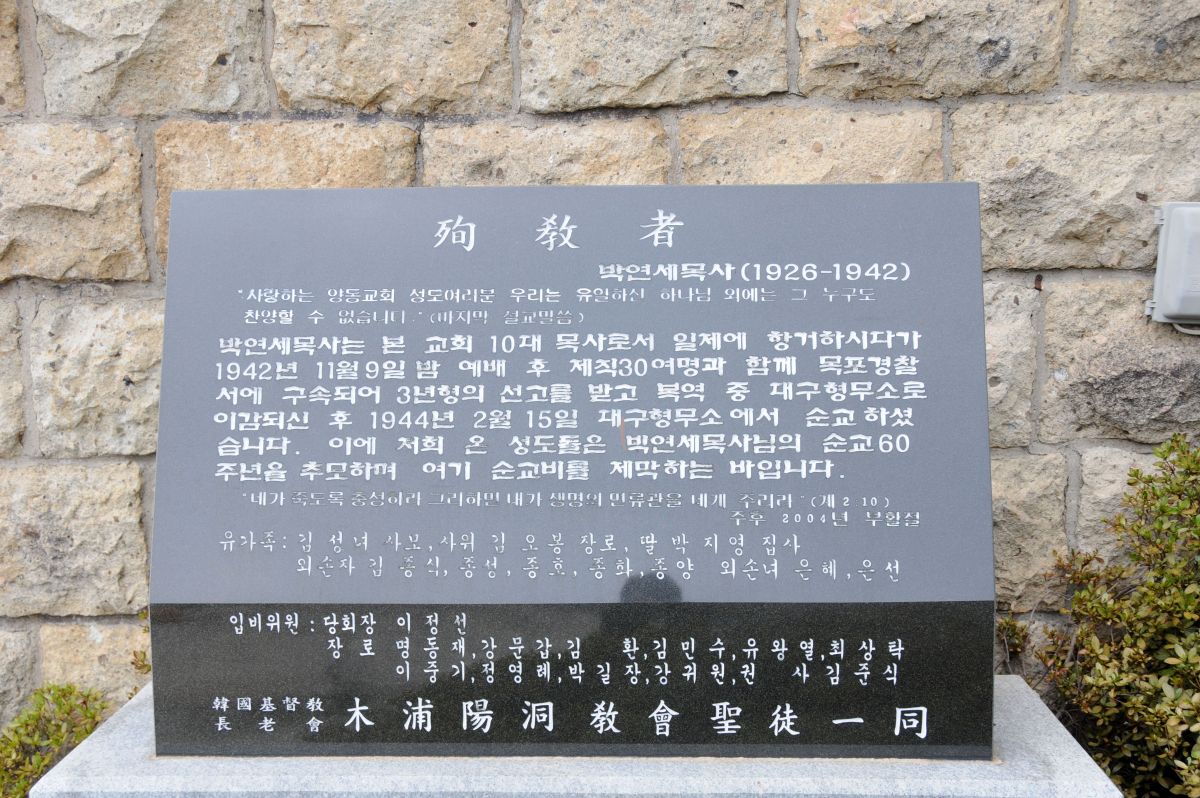 殉敎者
박연세목사(1926-1942)
"사랑하는 양동교회 성도여러분 우리는 유일하신 하나님 외에는 그 누구도
찬양할 수 없습니다."(마지막 설교말씀)
박연세목사는 본 교회 10대 목사로서 일제에 항거하시다가
1942년 11월 9일 밤 예배 후 제직30여명과 함께 목포경찰
서에 구속되어 3년형의 선고를 받고 복역 중 대구형무소로
이감되신 후 1944년 2월 15일 대구형무소에서 순교하셨
습니다. 이에 저희 온 성도들은 박연세목사님의 순교60
주년을 추모하며 여기 순교비를 제막하는 바입니다.
"네가 죽도록 충성하라 그리하면 내가 생명의 면류관을 네게 주리라"(계2:10)
주후 2004년 부활절
유가족: 김성녀 사모, 사위 김오봉 장로, 딸 박지영 집사
외손자 김종식, 종성, 종호, 종화, 종양 외손녀 은혜, 은선
입비위원: 당회장 이정선
장로 명동재, 강문갑, 김 환, 김민수, 유왕열, 최상탁
이중기, 정영례, 박길장, 강귀원, 권 사 김준식
韓國基督敎
長老會 木浦陽洞敎會聖徒一同